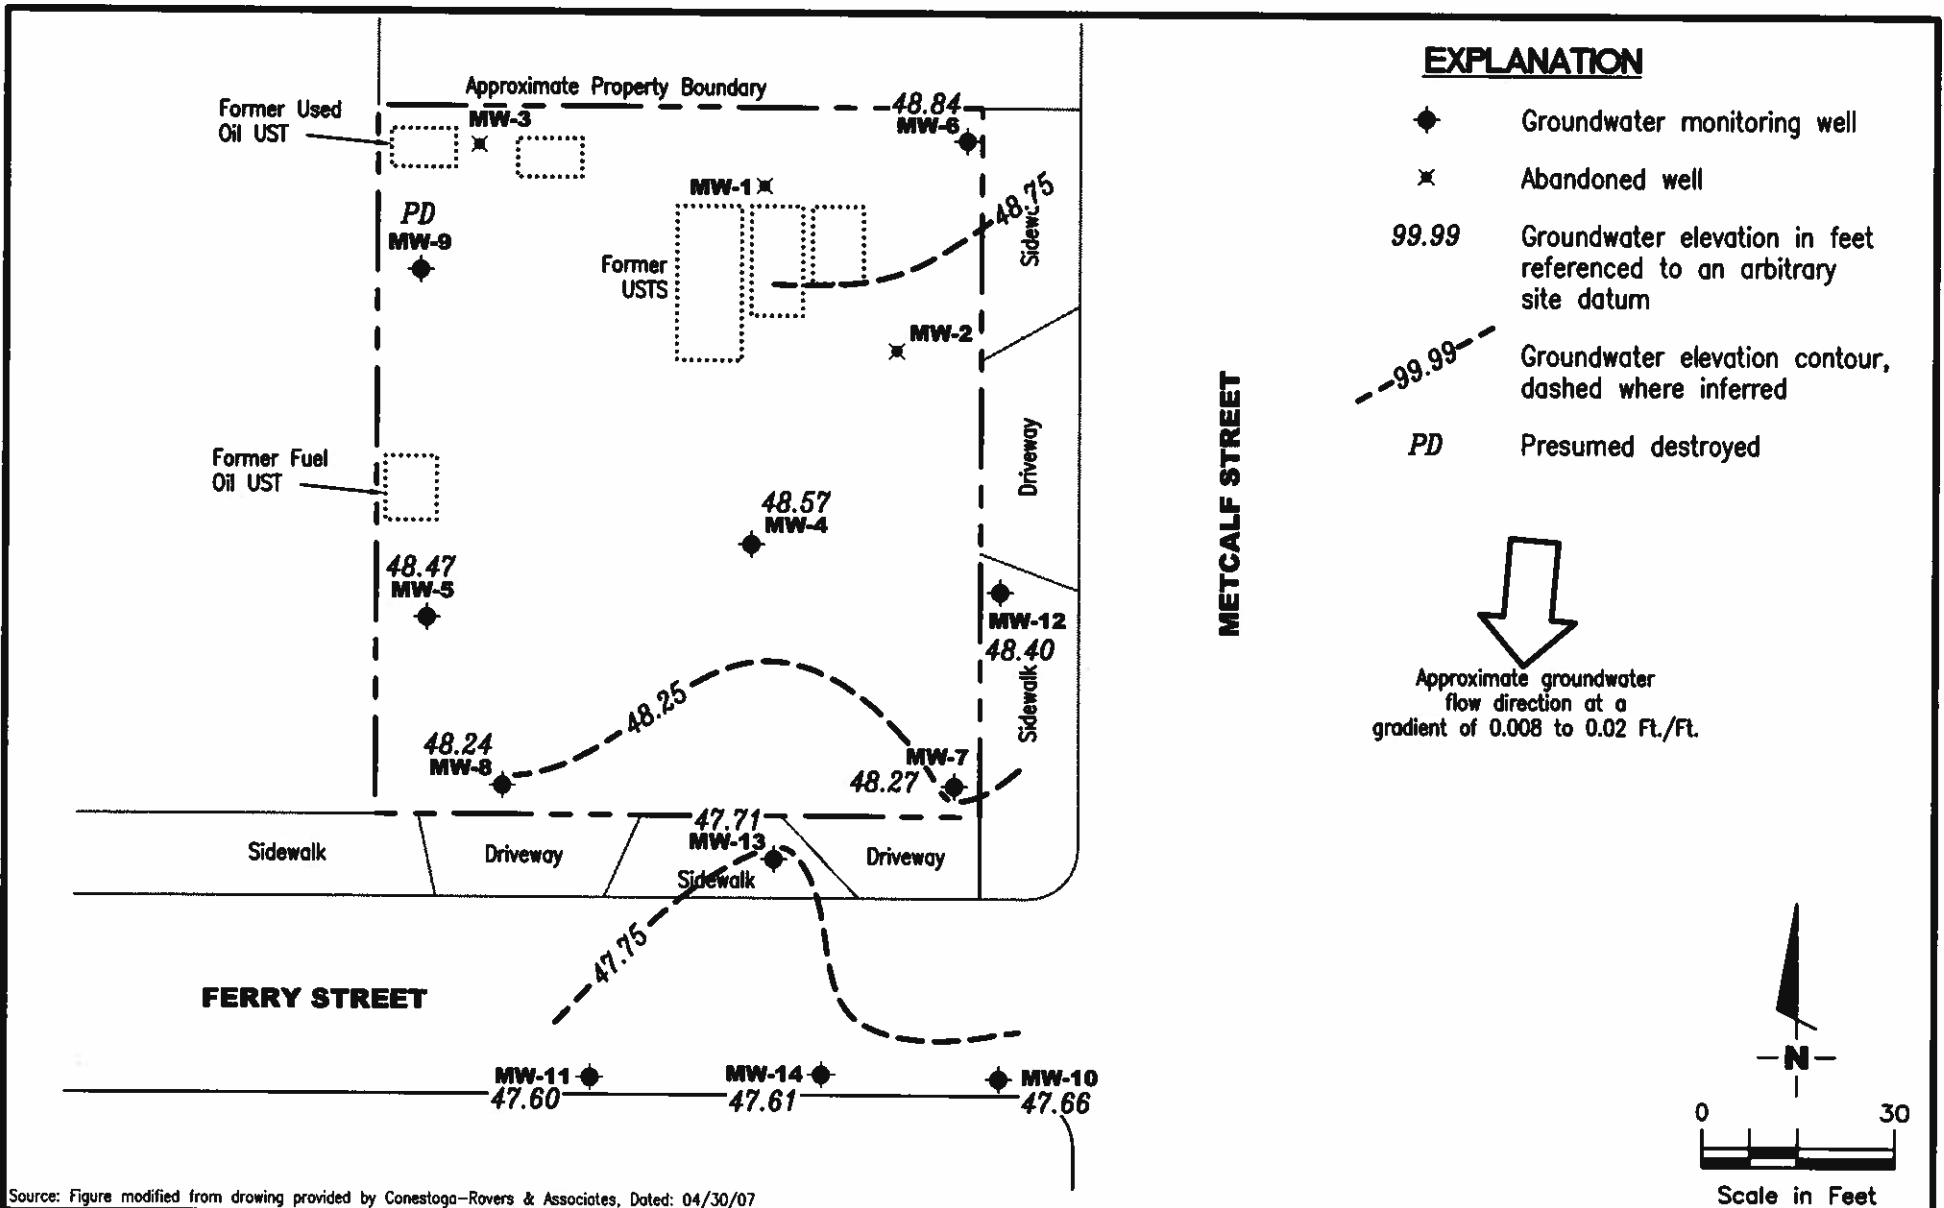 EXPLANATION
Groundwater monitoring well
Abandoned well
99.99
Groundwater elevation in feet
referenced to an arbitrary
site datum
99.99
Groundwater elevation contour,
dashed where inferred
PD
Presumed destroyed
Approximate groundwater
flow direction at a
gradient of 0.008 to 0.02 Ft./Ft.
Approximate Property Boundary
Former Used
Oil UST
MW-3
48.84
MW-6
MW-1
48.75
Sidewc
PD
MW-9
Former
USTS
MW-2
Former Fuel
Oil UST
Driveway
METCALF STREET
48.57
MW-4
48.47
MW-5
MW-12
48.40
Sidewalk
48.25
48.24
MW-8
MW-7
48.27
47.71
MW-13
Sidewalk
Driveway
Sidewalk
Driveway
47.75
FERRY STREET
MW-11
47.60
MW-14
47.61
MW-10
47.66
N
0 30
Scale in Feet
Source: Figure modified from drowing provided by Conestoga-Rovers & Associates, Dated: 04/30/07